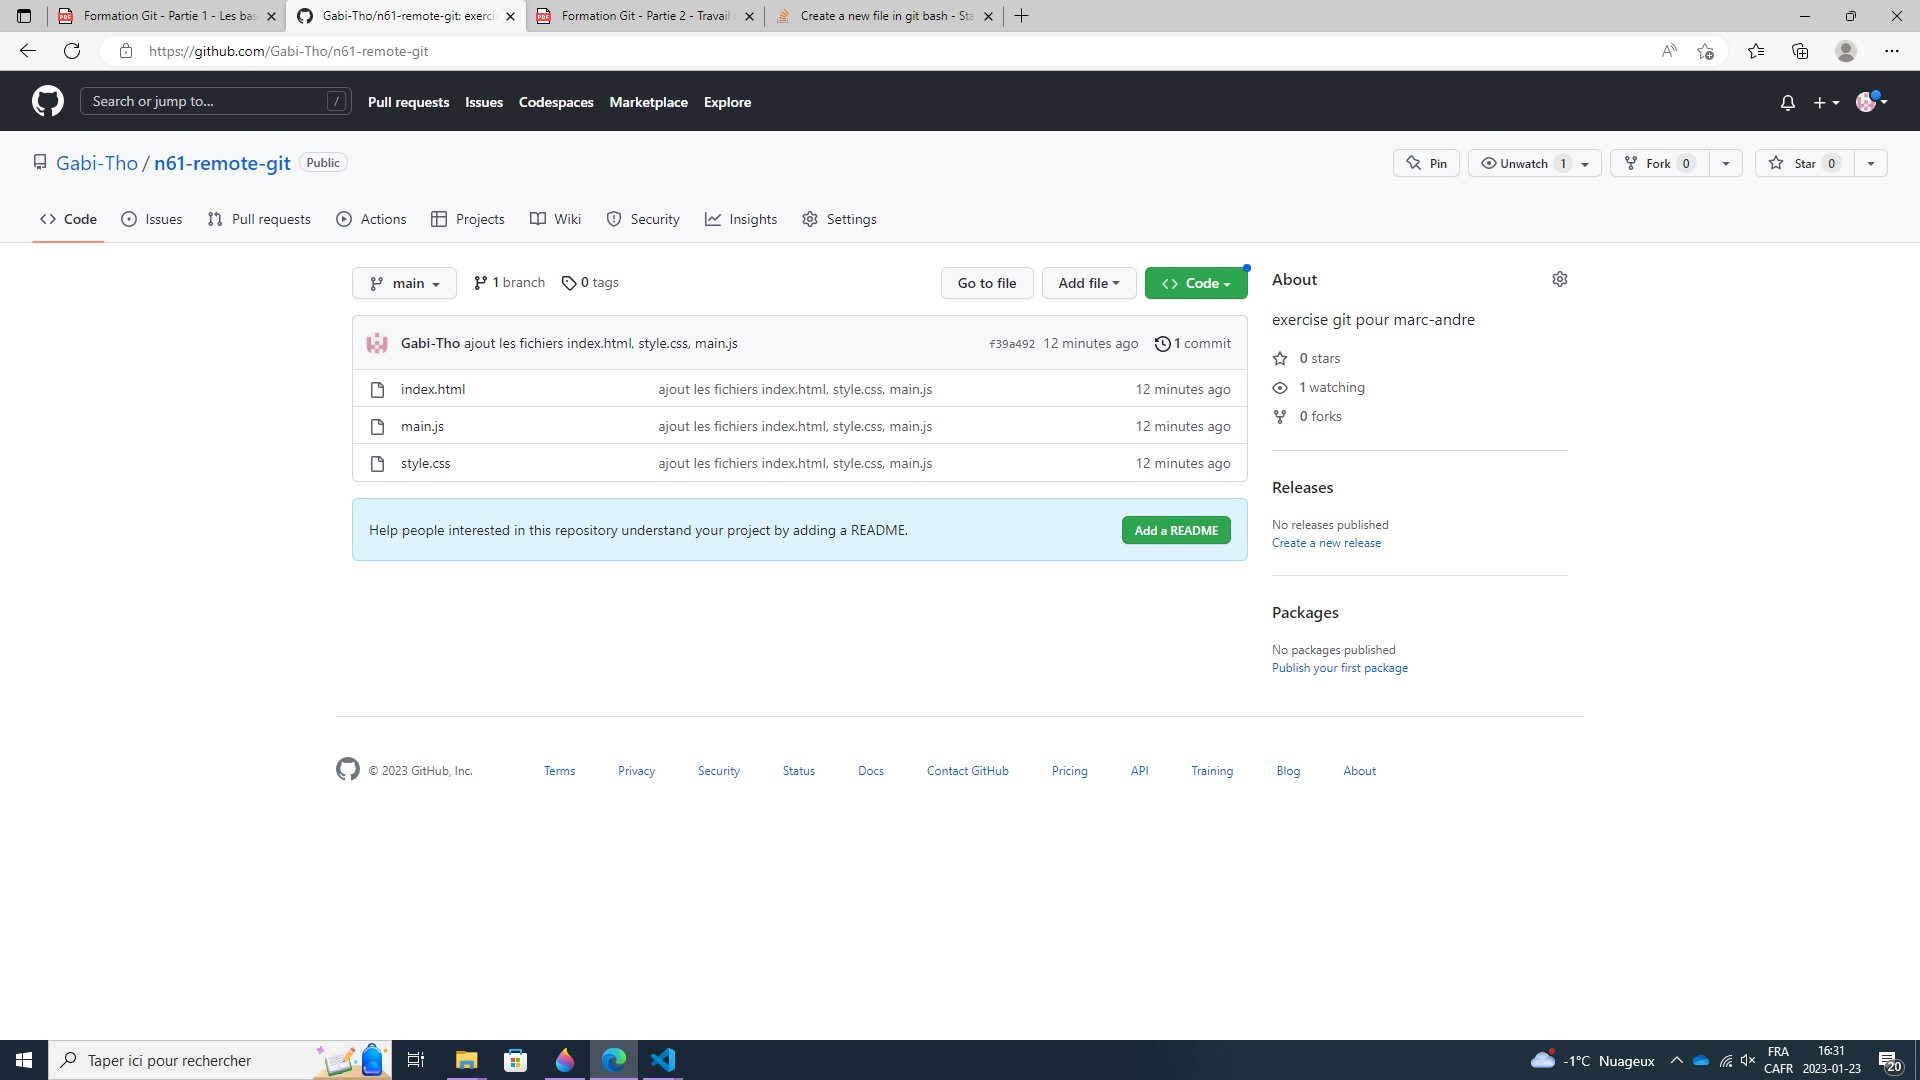 Formation Git - Partie 1 - Les bas
Gabi-Tho/n61-remote-git: exerci
Formation Git - Partie 2 - Travail
Create a new file in git bash - Sta
https://github.com/Gabi-Tho/n61-remote-git
Search or jump to... /
Pull requests Issues Codespaces Marketplace Explore
Gabi-Tho / n61-remote-git Public
Pin Unwatch 1 Fork 0 Star 0
Code Issues Pull requests Actions Projects Wiki Security Insights Settings
main 1 branch 0 tags Go to file Add file Code
Gabi-Tho ajout les fichiers index.html, style.css, main.js f39a492 12 minutes ago 1 commit
index.html ajout les fichiers index.html, style.css, main.js 12 minutes ago
main.js ajout les fichiers index.html, style.css, main.js 12 minutes ago
style.css ajout les fichiers index.html, style.css, main.js 12 minutes ago
Help people interested in this repository understand your project by adding a README. Add a README
About
exercise git pour marc-andre
0 stars
1 watching
0 forks
Releases
No releases published
Create a new release
Packages
No packages published
Publish your first package
© 2023 GitHub, Inc. Terms Privacy Security Status Docs Contact GitHub Pricing API Training Blog About
Taper ici pour rechercher
-1°C Nuageux
FRA
CAFR
16:31
2023-01-23
20